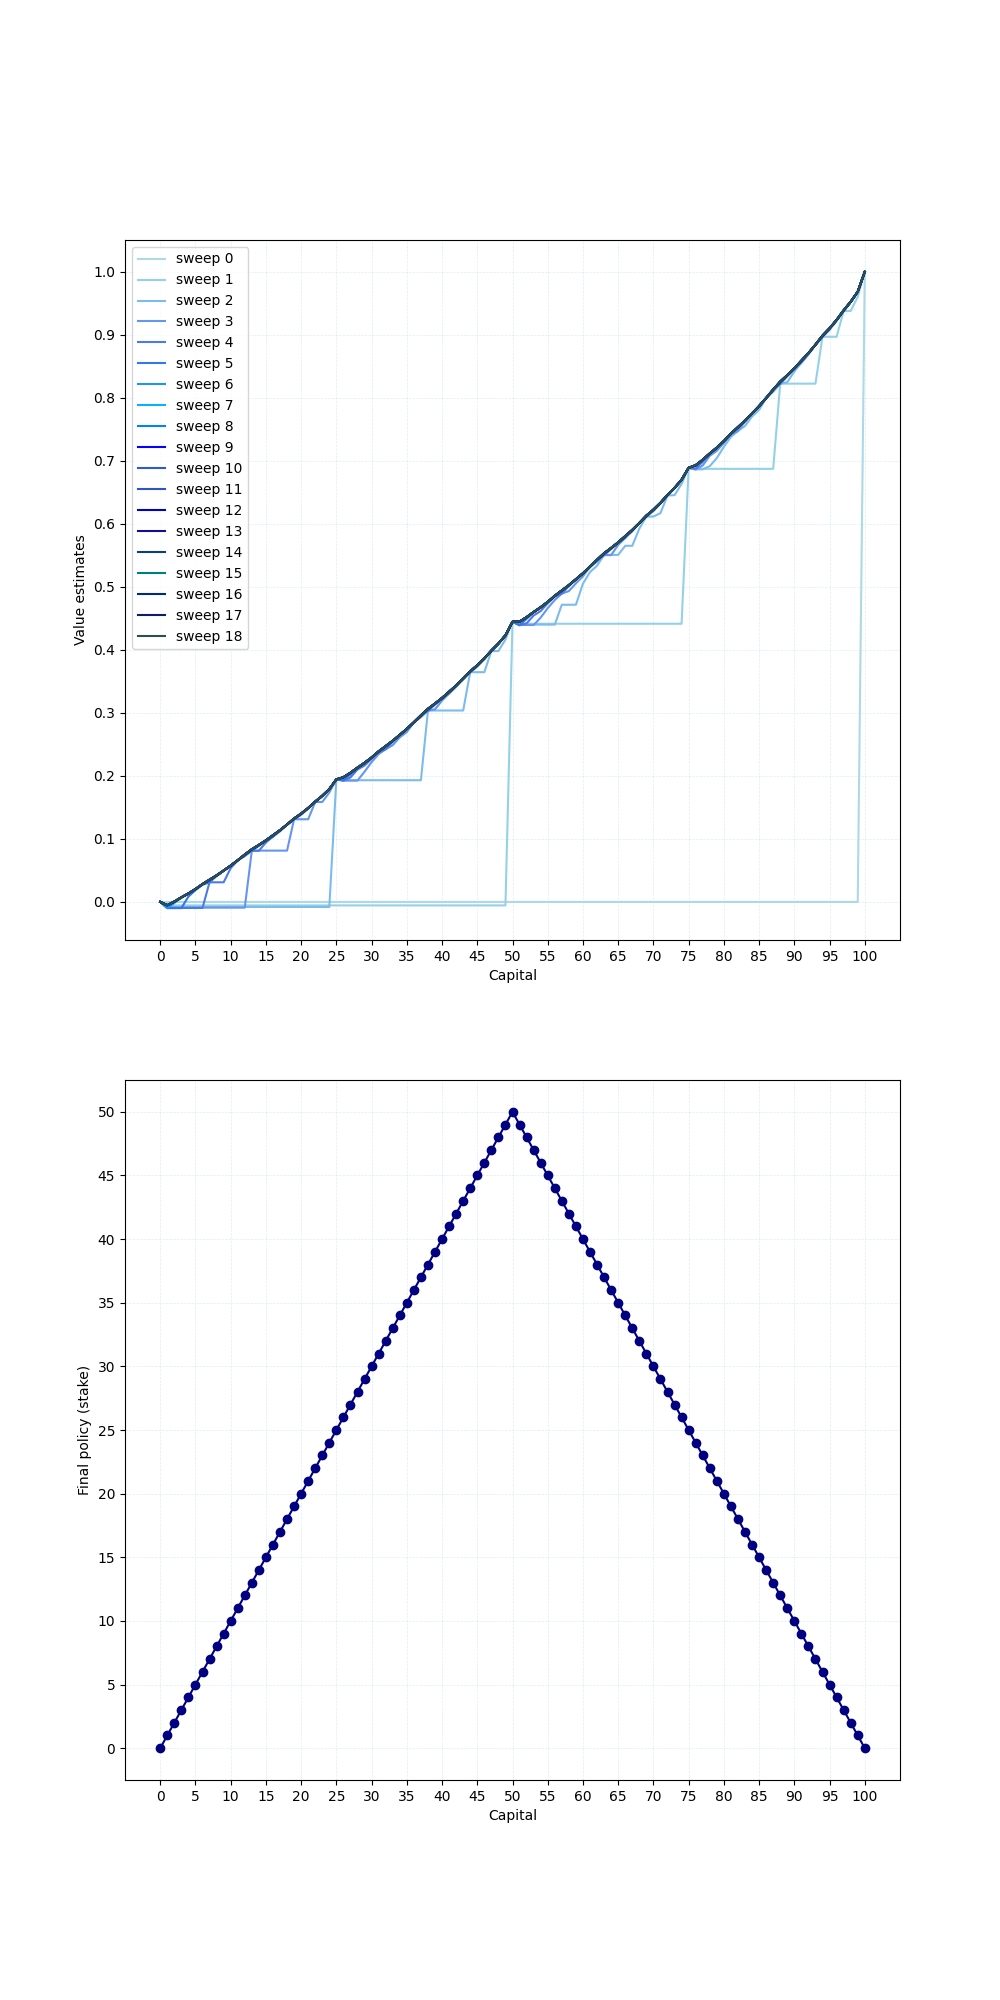 sweep 0
sweep 1
sweep 2
sweep 3
sweep 4
sweep 5
sweep 6
sweep 7
sweep 8
sweep 9
sweep 10
sweep 11
sweep 12
sweep 13
sweep 14
sweep 15
sweep 16
sweep 17
sweep 18
1.0
0.9
0.8
0.7
0.6
0.5
0.4
0.3
0.2
0.1
0.0
Value estimates
0 5 10 15 20 25 30 35 40 45 50 55 60 65 70 75 80 85 90 95 100
Capital
50
45
40
35
30
25
20
15
10
5
0
Final policy (stake)
0 5 10 15 20 25 30 35 40 45 50 55 60 65 70 75 80 85 90 95 100
Capital